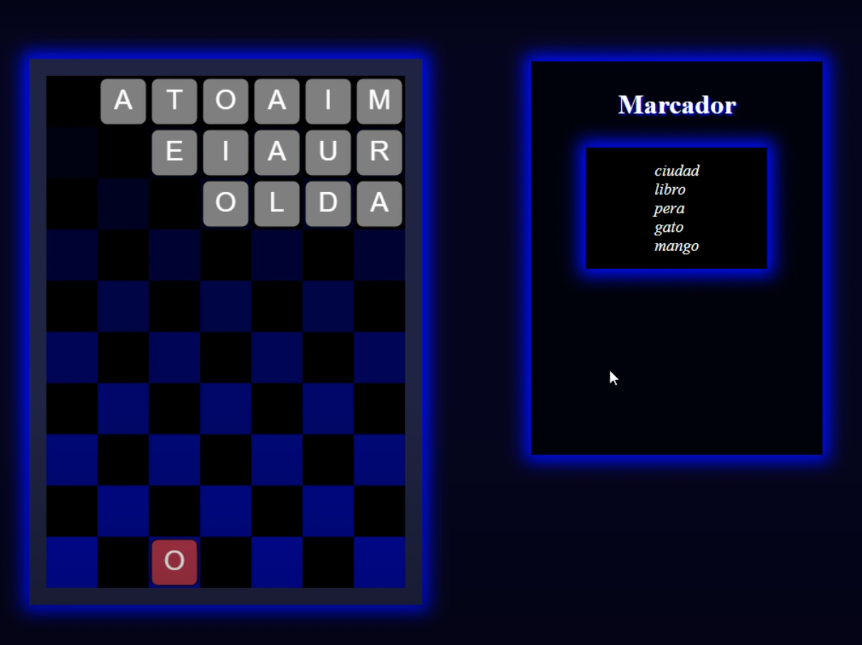 A T O A I M
E I A U R
O L D A
O
Marcador
ciudad
libro
pera
gato
mango